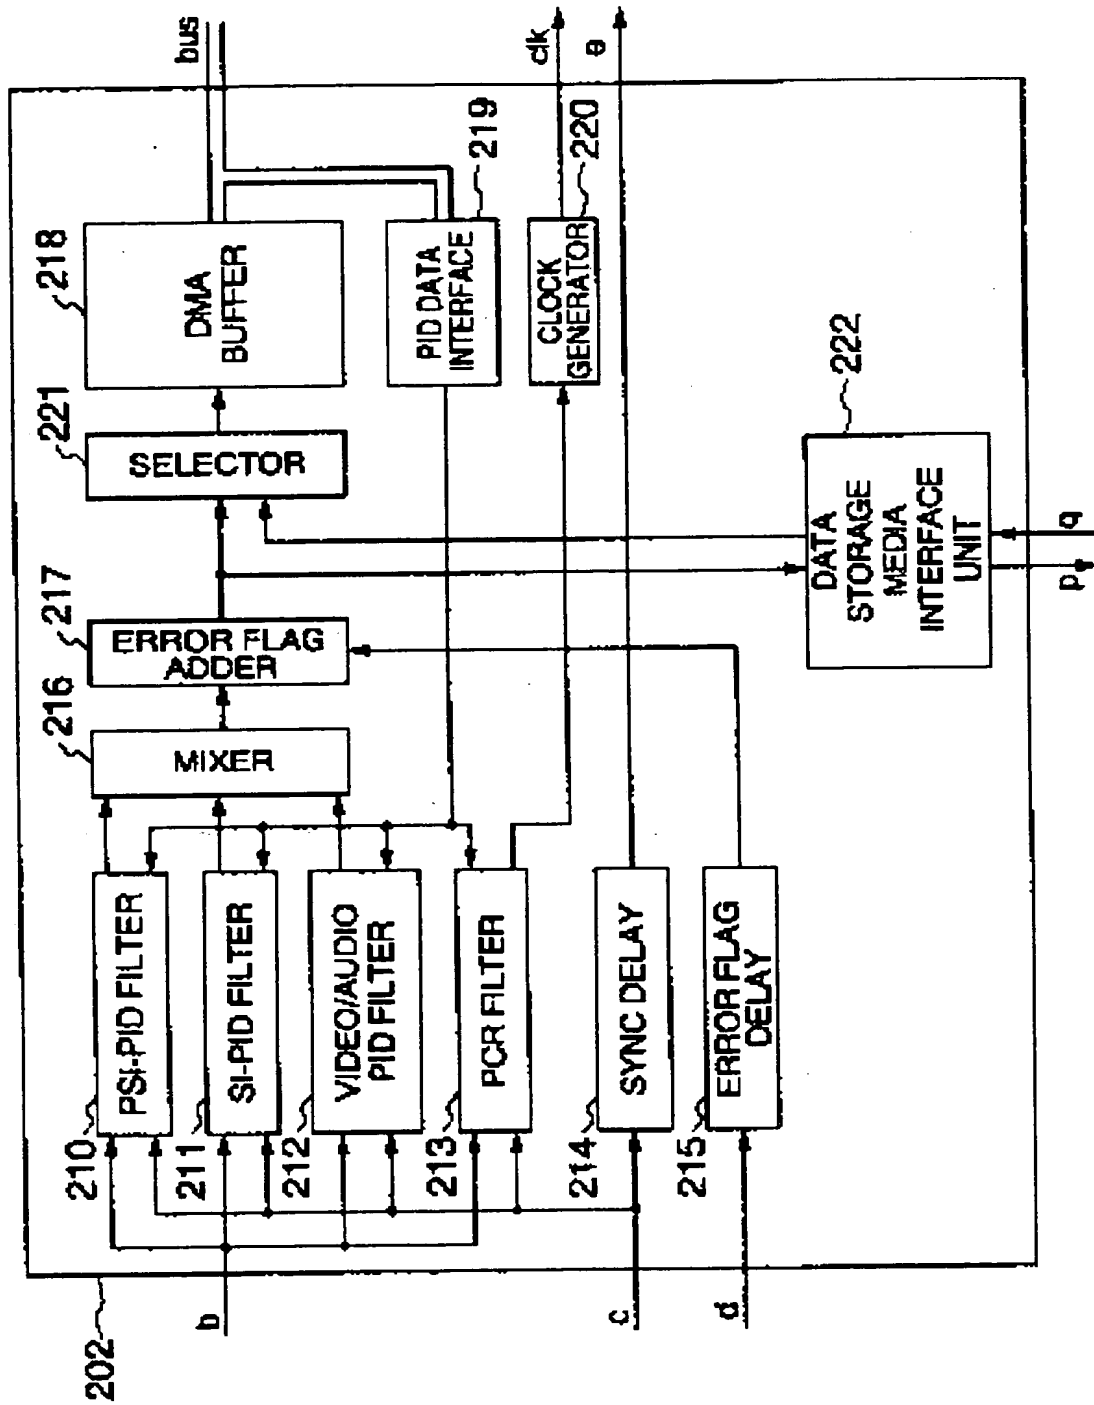 202
b
c
d
210
PSI-PID FILTER
211
SI-PID FILTER
212
VIDEO/AUDIO
PID FILTER
213
PCR FILTER
214
SYNC DELAY
215
ERROR FLAG
DELAY
216
MIXER
217
ERROR FLAG
ADDER
221
SELECTOR
218
DMA
BUFFER
PID DATA
INTERFACE
219
CLOCK
GENERATOR
220
DATA
STORAGE
MEDIA
INTERFACE
UNIT
222
bus
clk
e
p
q